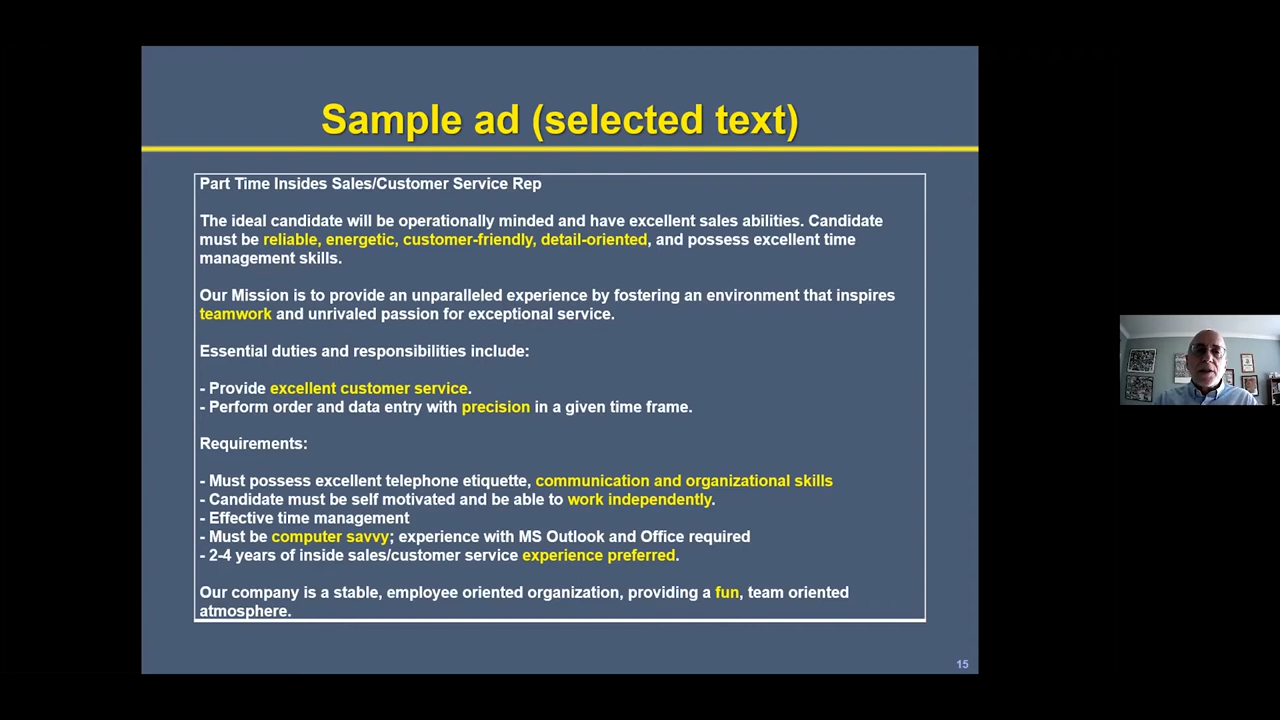 Sample ad (selected text)
Part Time Insides Sales/Customer Service Rep
The ideal candidate will be operationally minded and have excellent sales abilities. Candidate
must be reliable, energetic, customer-friendly, detail-oriented, and possess excellent time
management skills.
Our Mission is to provide an unparalleled experience by fostering an environment that inspires
teamwork and unrivaled passion for exceptional service.
Essential duties and responsibilities include:
- Provide excellent customer service.
- Perform order and data entry with precision in a given time frame.
Requirements:
- Must possess excellent telephone etiquette, communication and organizational skills
- Candidate must be self motivated and be able to work independently.
- Effective time management
- Must be computer savvy; experience with MS Outlook and Office required
- 2-4 years of inside sales/customer service experience preferred.
Our company is a stable, employee oriented organization, providing a fun, team oriented
atmosphere.
15